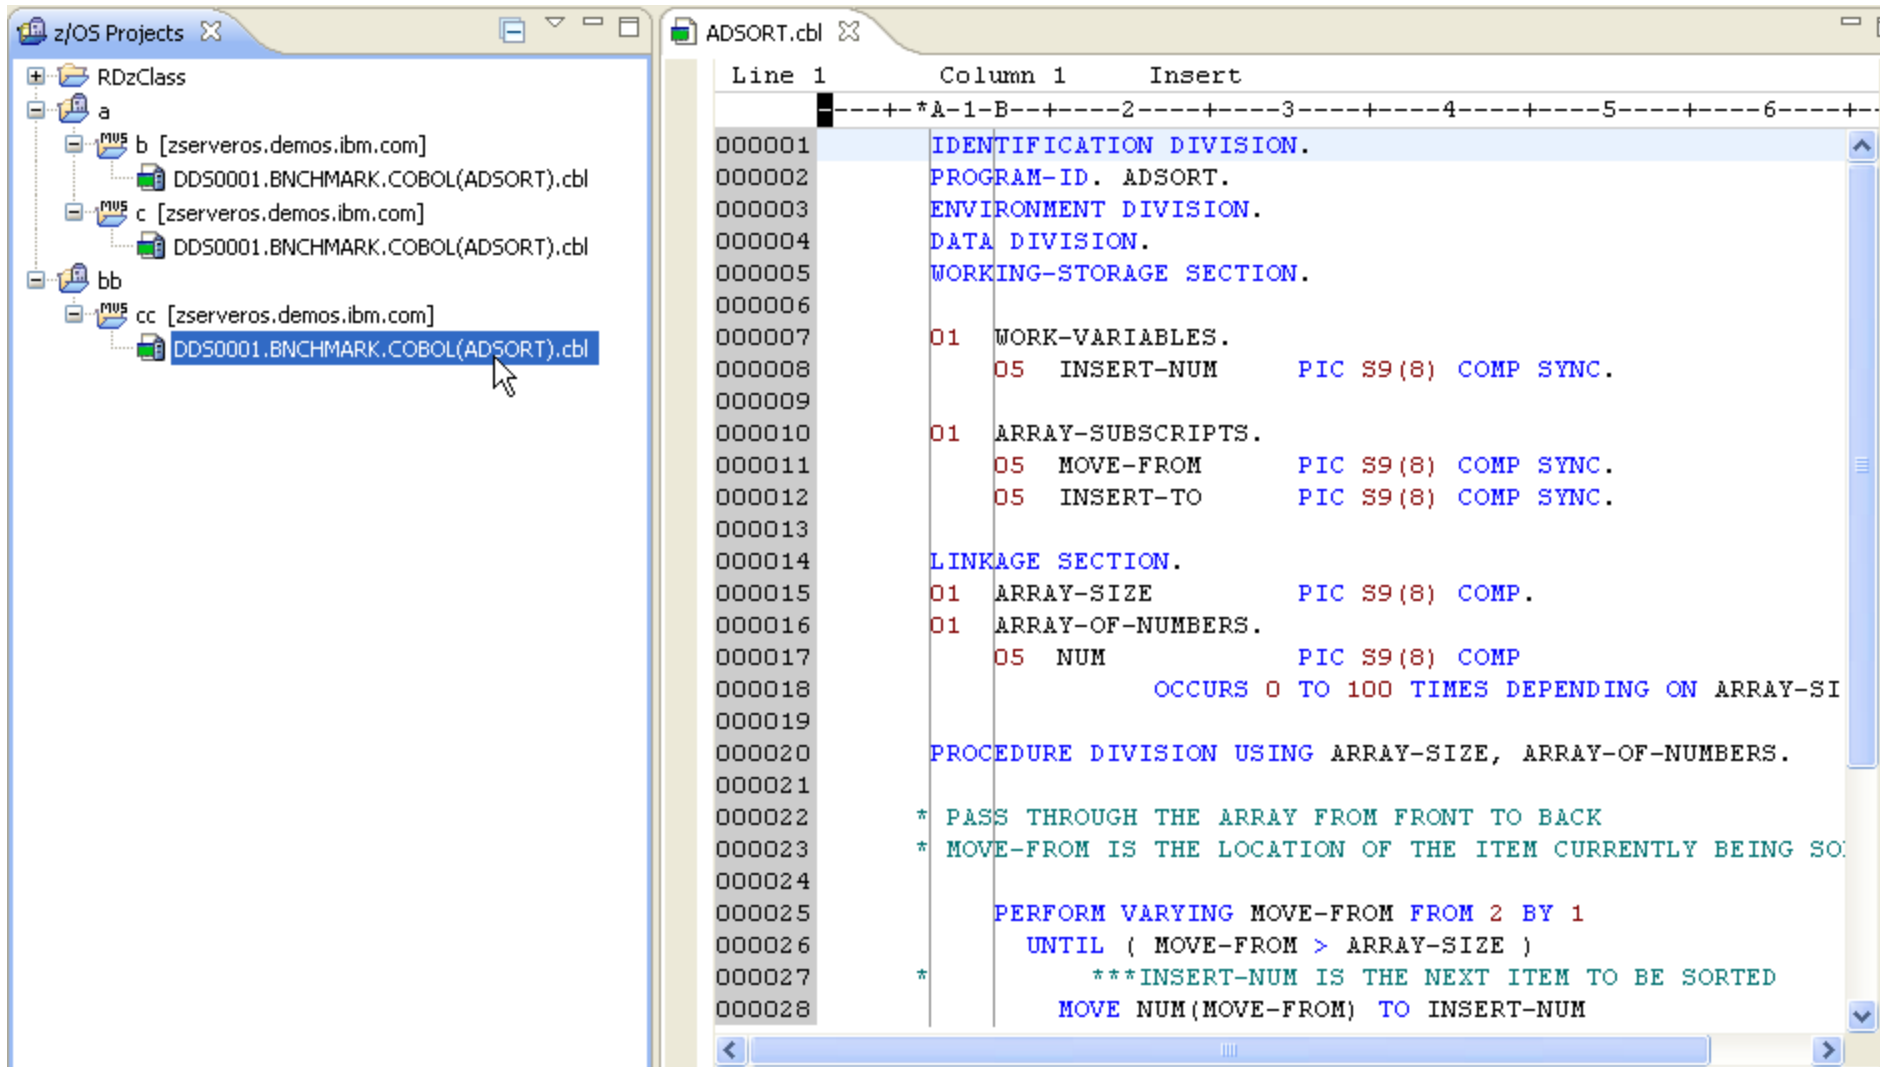 z/OS Projects
RDzClass
a
MVS b [zserveros.demos.ibm.com]
DDS0001.BNCHMARK.COBOL(ADSORT).cbl
MVS c [zserveros.demos.ibm.com]
DDS0001.BNCHMARK.COBOL(ADSORT).cbl
bb
MVS cc [zserveros.demos.ibm.com]
DDS0001.BNCHMARK.COBOL(ADSORT).cbl
ADSORT.cbl
Line 1 Column 1 Insert
----+-*A-1-B--+----2----+----3----+----4----+----5----+----6----+-
000001 IDENTIFICATION DIVISION.
000002 PROGRAM-ID. ADSORT.
000003 ENVIRONMENT DIVISION.
000004 DATA DIVISION.
000005 WORKING-STORAGE SECTION.
000006
000007 01 WORK-VARIABLES.
000008 05 INSERT-NUM PIC S9(8) COMP SYNC.
000009
000010 01 ARRAY-SUBSCRIPTS.
000011 05 MOVE-FROM PIC S9(8) COMP SYNC.
000012 05 INSERT-TO PIC S9(8) COMP SYNC.
000013
000014 LINKAGE SECTION.
000015 01 ARRAY-SIZE PIC S9(8) COMP.
000016 01 ARRAY-OF-NUMBERS.
000017 05 NUM PIC S9(8) COMP
000018 OCCURS 0 TO 100 TIMES DEPENDING ON ARRAY-SI
000019
000020 PROCEDURE DIVISION USING ARRAY-SIZE, ARRAY-OF-NUMBERS.
000021
000022 * PASS THROUGH THE ARRAY FROM FRONT TO BACK
000023 * MOVE-FROM IS THE LOCATION OF THE ITEM CURRENTLY BEING SO
000024
000025 PERFORM VARYING MOVE-FROM FROM 2 BY 1
000026 UNTIL ( MOVE-FROM > ARRAY-SIZE )
000027 * ***INSERT-NUM IS THE NEXT ITEM TO BE SORTED
000028 MOVE NUM(MOVE-FROM) TO INSERT-NUM